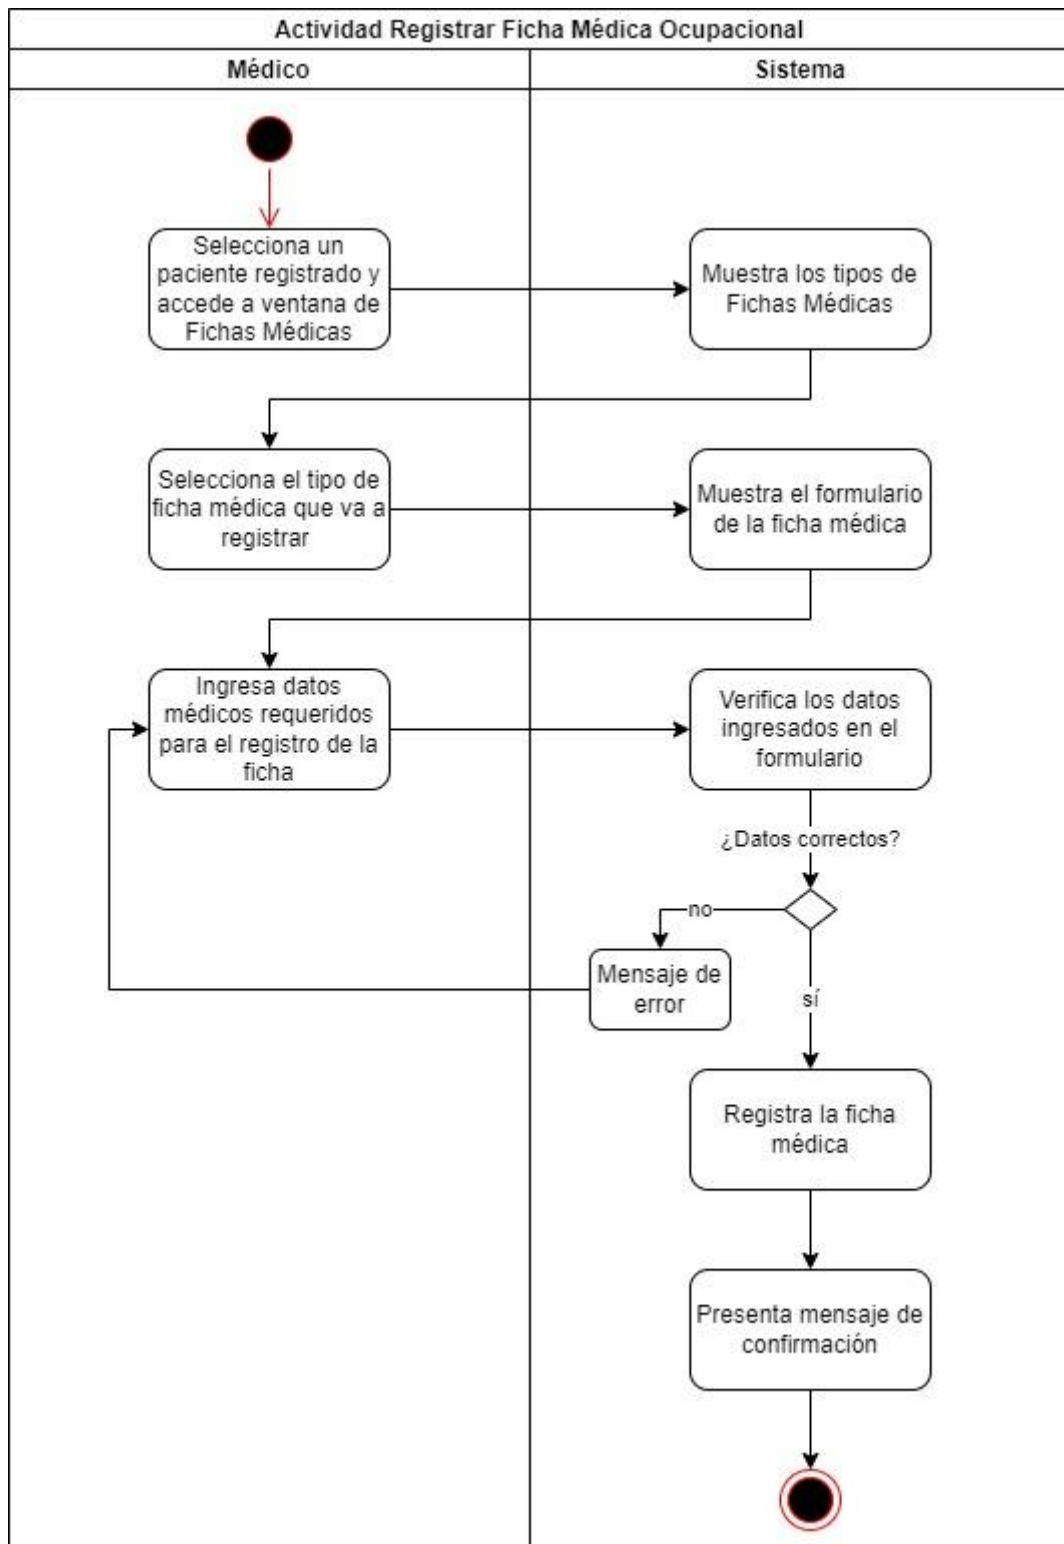 Actividad Registrar Ficha Médica Ocupacional
Médico
Sistema
Selecciona un
paciente registrado y
accede a ventana de
Fichas Médicas
Muestra los tipos de
Fichas Médicas
Selecciona el tipo de
ficha médica que va a
registrar
Muestra el formulario
de la ficha médica
Ingresa datos
médicos requeridos
para el registro de la
ficha
Verifica los datos
ingresados en el
formulario
¿Datos correctos?
no
Mensaje de
error
sí
Registra la ficha
médica
Presenta mensaje de
confirmación